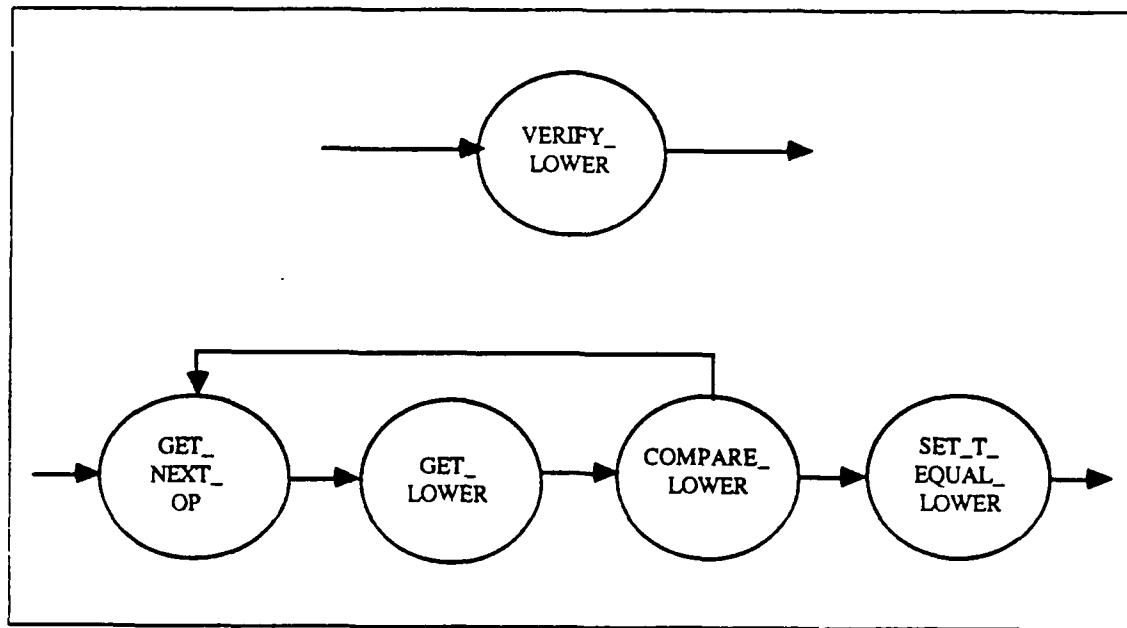 VERIFY_
LOWER
GET_
NEXT_
OP
GET_
LOWER
COMPARE_
LOWER
SET_T_
EQUAL_
LOWER